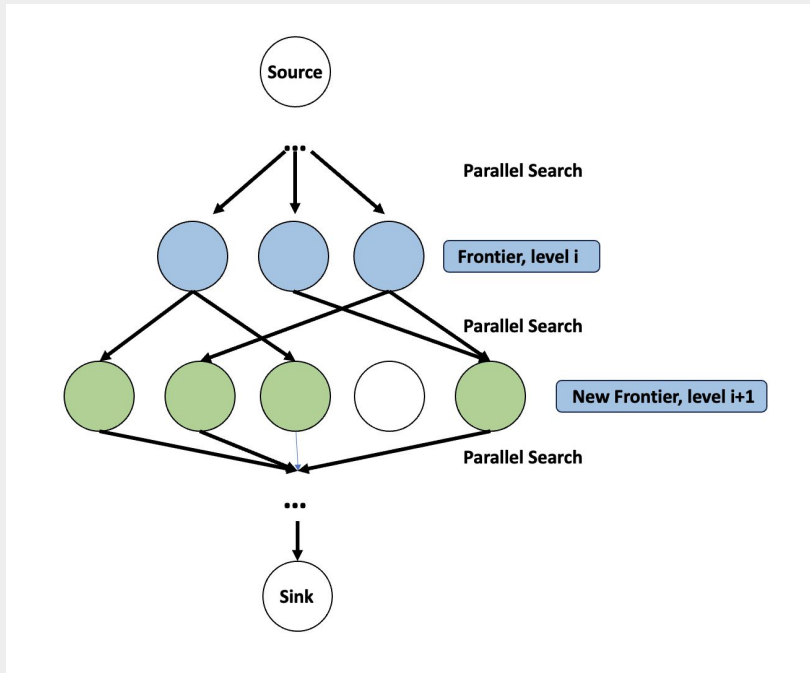 Source
...
Parallel Search
Frontier, level i
Parallel Search
New Frontier, level i+1
Parallel Search
...
Sink